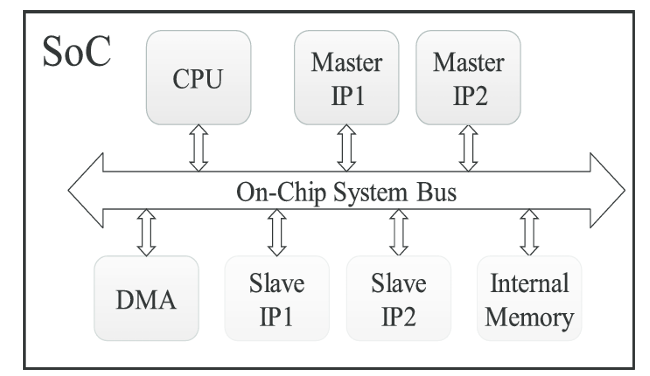 SoC
CPU
Master
IP1
Master
IP2
On-Chip System Bus
DMA
Slave
IP1
Slave
IP2
Internal
Memory